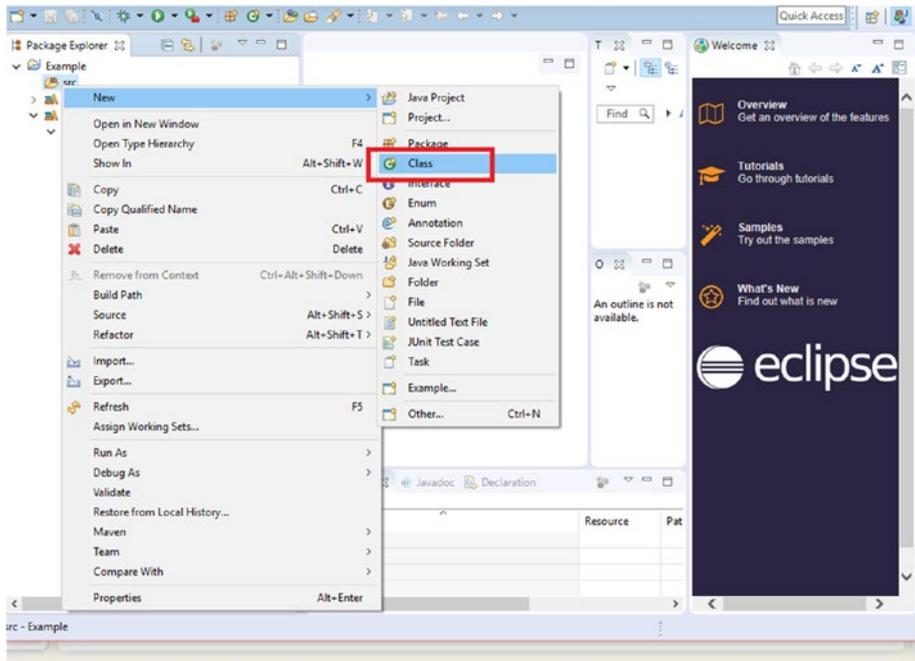 Quick Access
Package Explorer
T
Welcome
Example
src
New
Open in New Window
Open Type Hierarchy F4
Show In Alt+Shift+W
Copy Ctrl+C
Copy Qualified Name
Paste Ctrl+V
Delete Delete
Remove from Context Ctrl+Alt+Shift+Down
Build Path
Source Alt+Shift+S
Refactor Alt+Shift+T
Import...
Export...
Refresh F5
Assign Working Sets...
Run As
Debug As
Validate
Restore from Local History...
Maven
Team
Compare With
Properties Alt+Enter
Java Project
Project...
Package
Class
Interface
Enum
Annotation
Source Folder
Java Working Set
Folder
File
Untitled Text File
JUnit Test Case
Task
Example...
Other... Ctrl+N
Find
O
An outline is not
available.
Javadoc Declaration
Resource Pat
Overview
Get an overview of the features
Tutorials
Go through tutorials
Samples
Try out the samples
What's New
Find out what is new
eclipse
src - Example